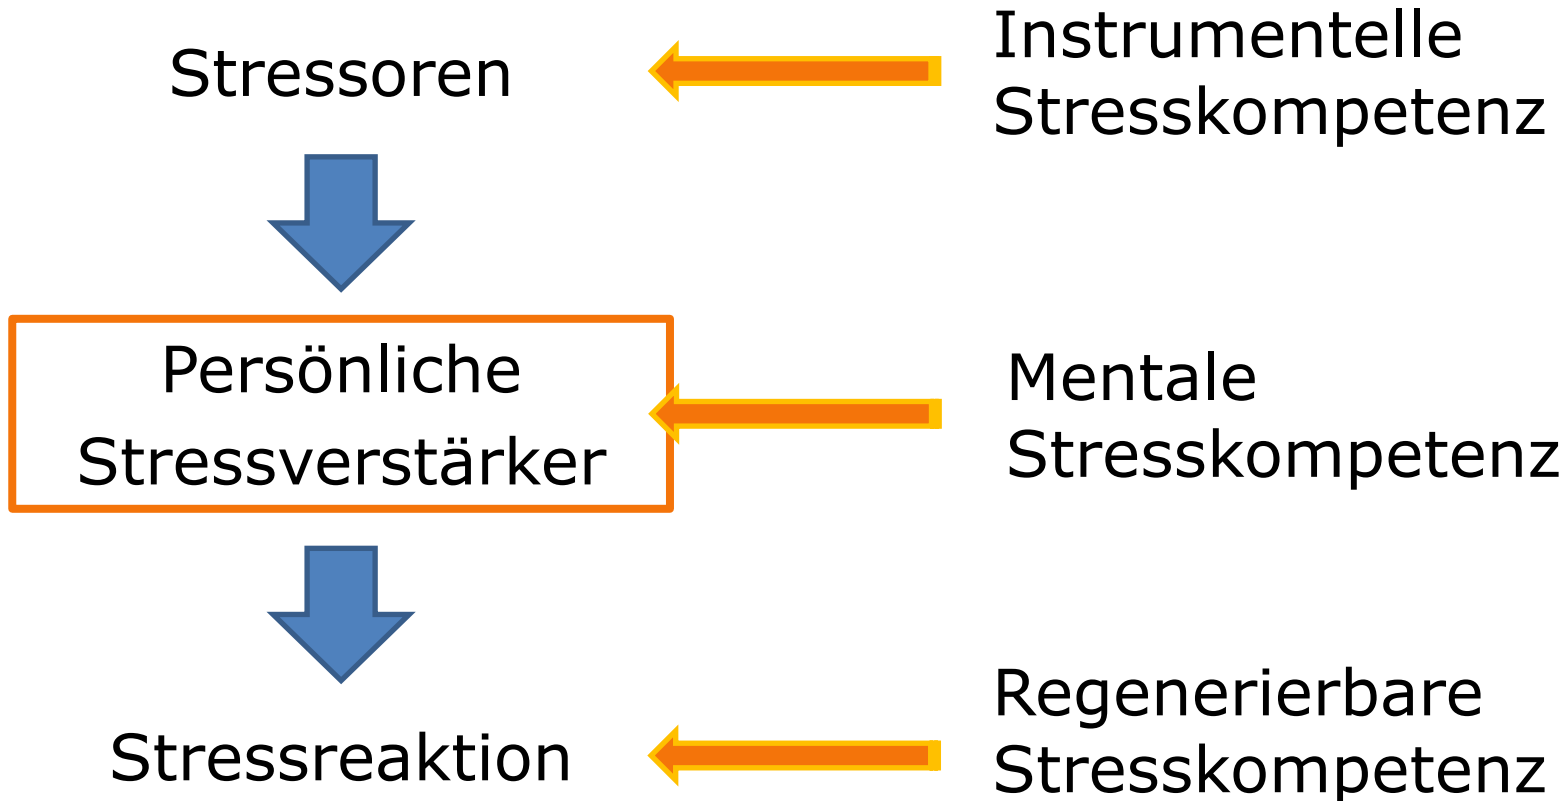 Stressoren
Instrumentelle
Stresskompetenz
Persönliche
Stressverstärker
Mentale
Stresskompetenz
Stressreaktion
Regenerierbare
Stresskompetenz